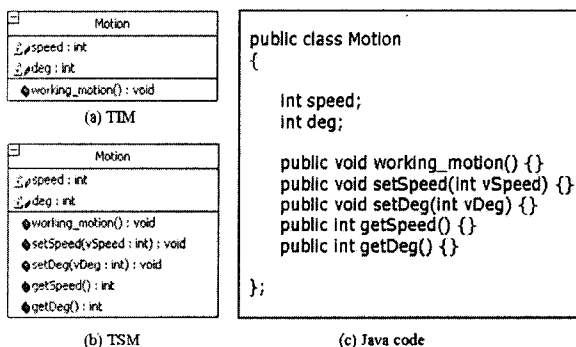 Motion
speed : int
deg : int
working_motion() : void
(a) TIM
Motion
speed : int
deg : int
working_motion() : void
setSpeed(vSpeed : int) : void
setDeg(vDeg : int) : void
getSpeed() : int
getDeg() : int
(b) TSM
public class Motion
{
int speed;
int deg;
public void working_motion() {}
public void setSpeed(int vSpeed) {}
public void setDeg(int vDeg) {}
public int getSpeed() {}
public int getDeg() {}
};
(c) Java code